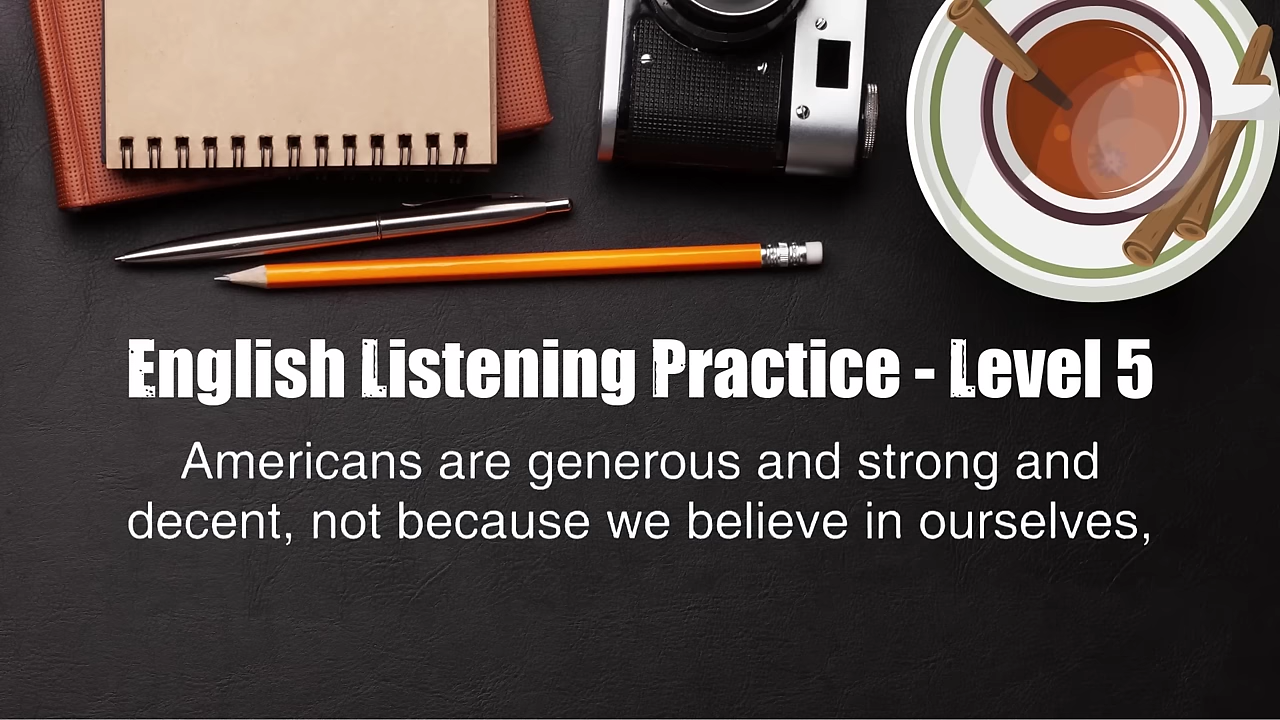 English Listening Practice - Level 5
Americans are generous and strong and
decent, not because we believe in ourselves,